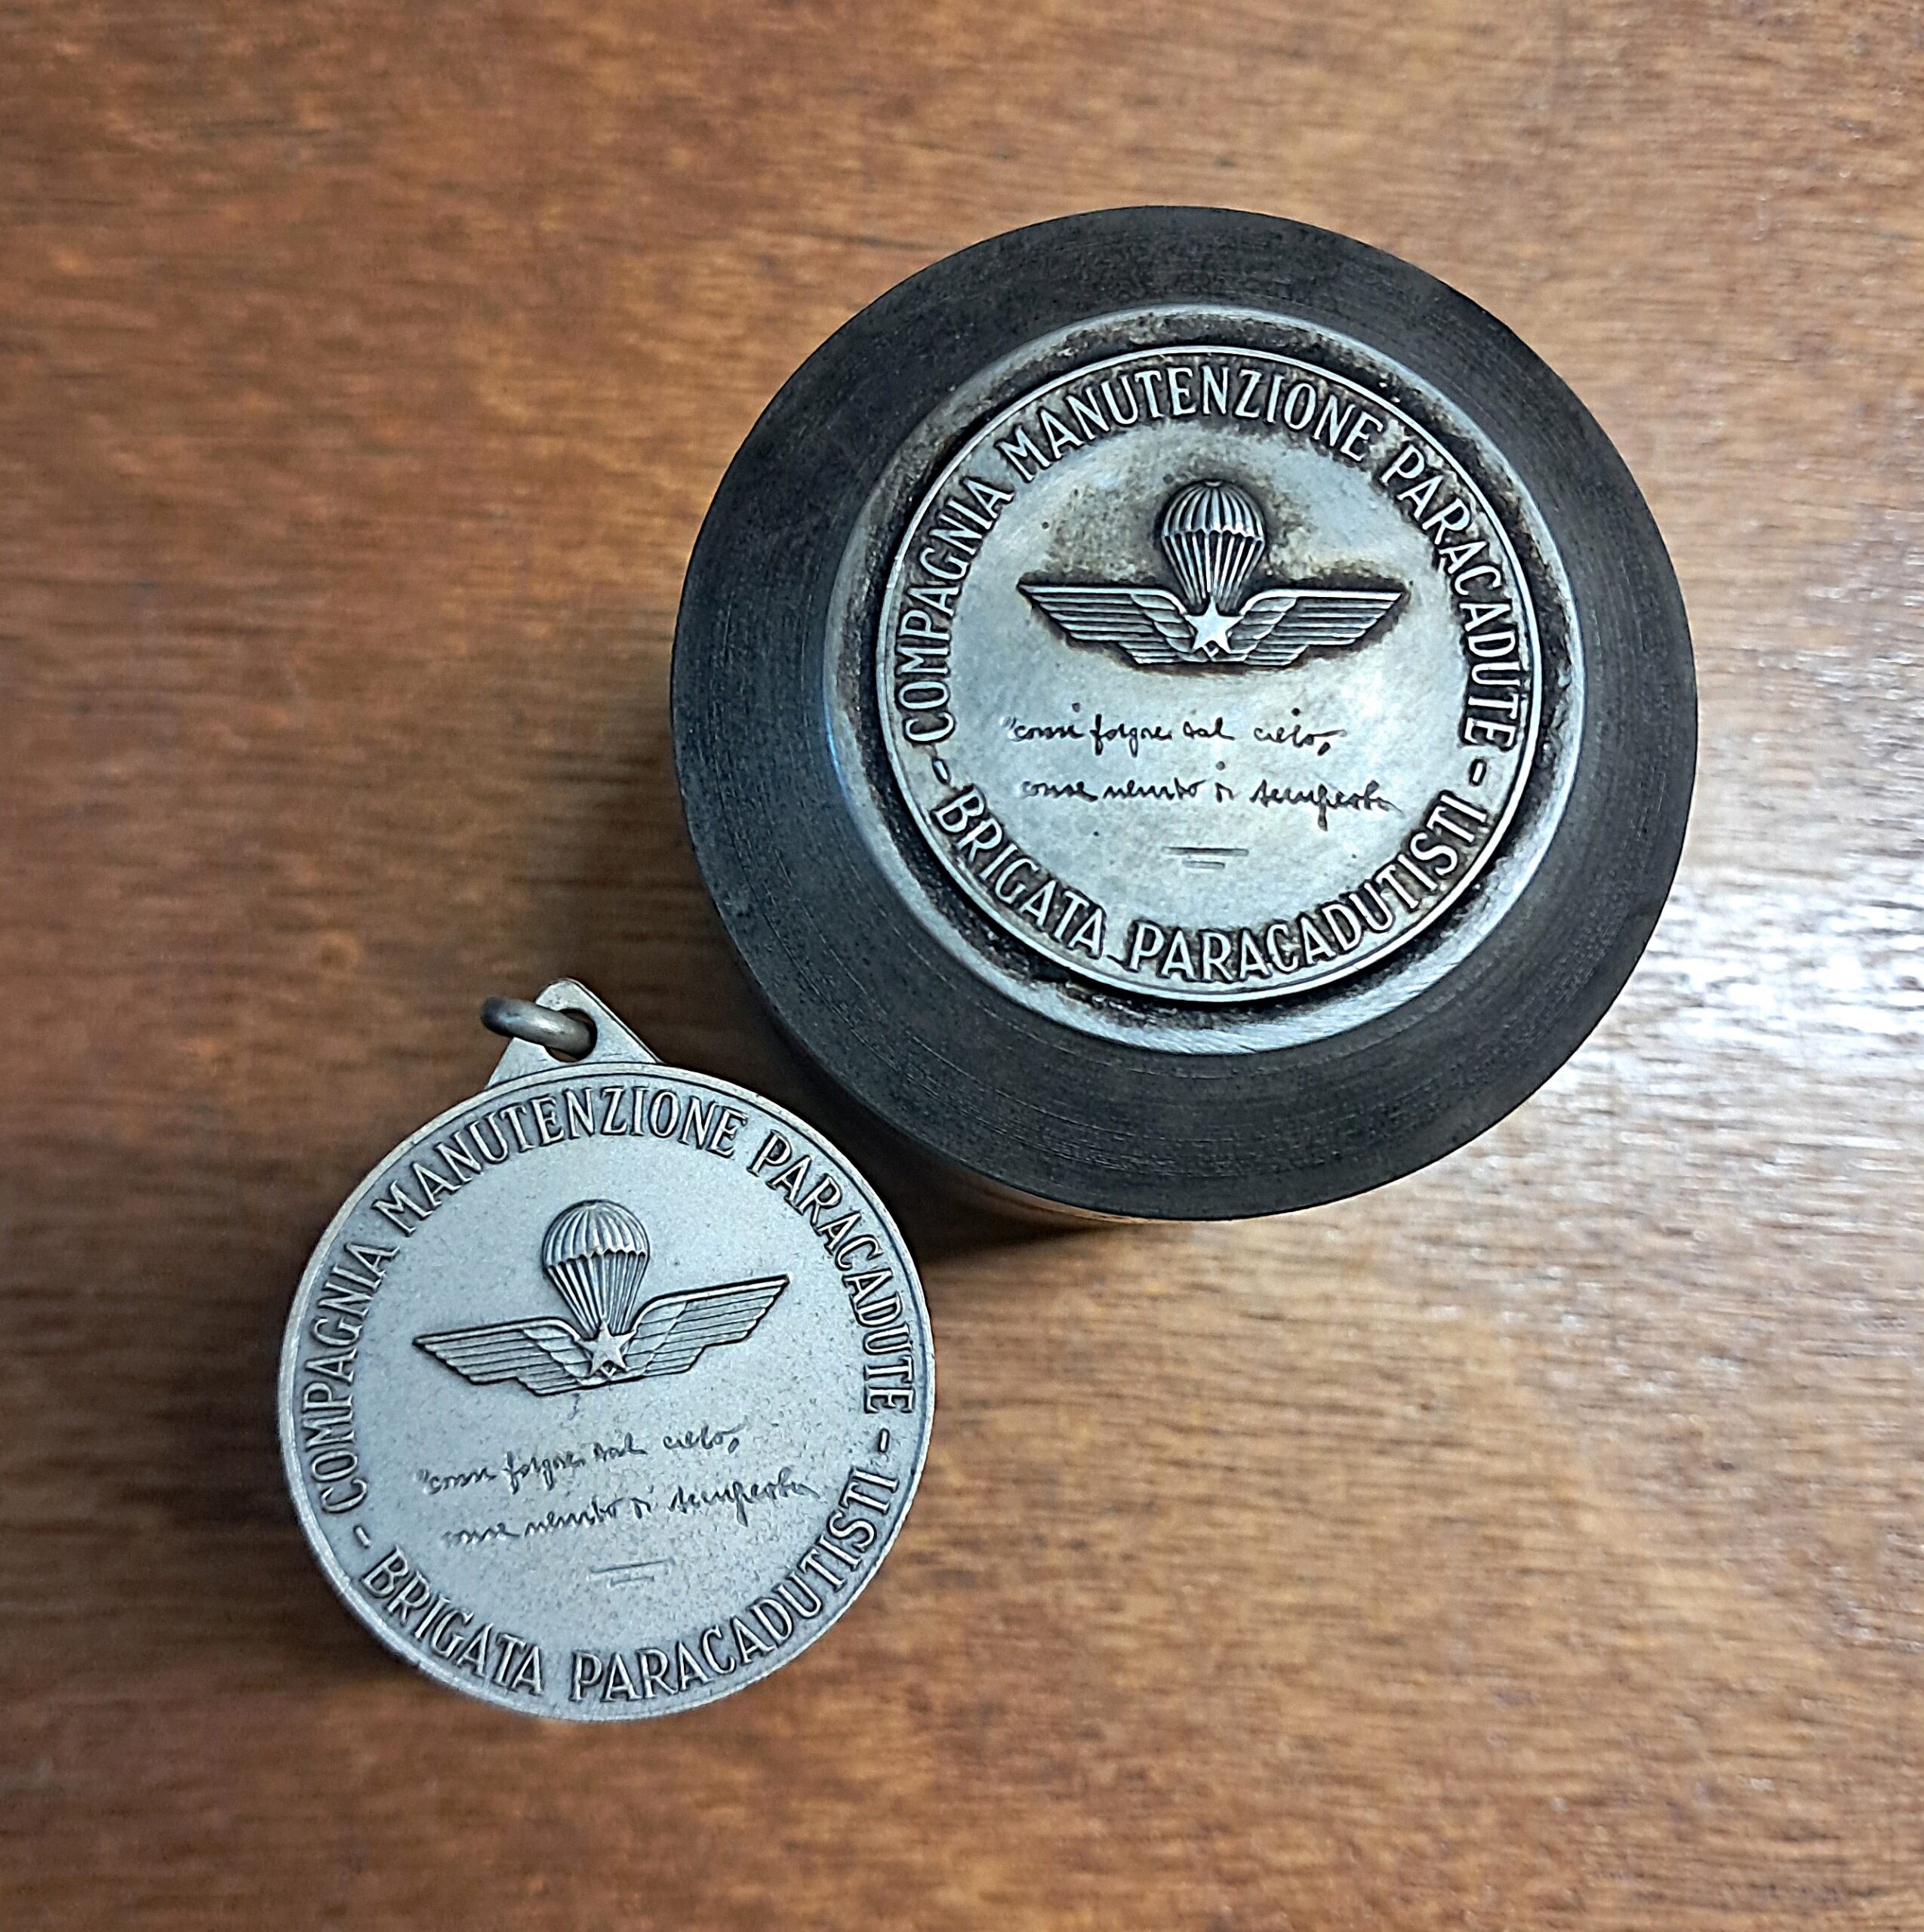 COMPAGNIA MANUTENZIONE PARACADUTE
"come folgore dal cielo,
come nembo di tempesta
- BRIGATA PARACADUTISTI -
COMPAGNIA MANUTENZIONE PARACADUTE
"come folgore dal cielo,
come nembo di tempesta
- BRIGATA PARACADUTISTI -